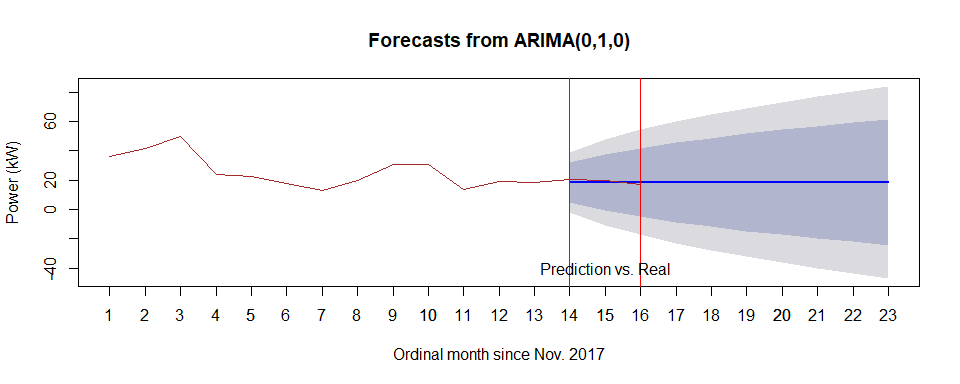 Forecasts from ARIMA(0,1,0)
Power (kW)
60
20
0
-40
Prediction vs. Real
1 2 3 4 5 6 7 8 9 10 11 12 13 14 15 16 17 18 19 20 21 22 23
Ordinal month since Nov. 2017